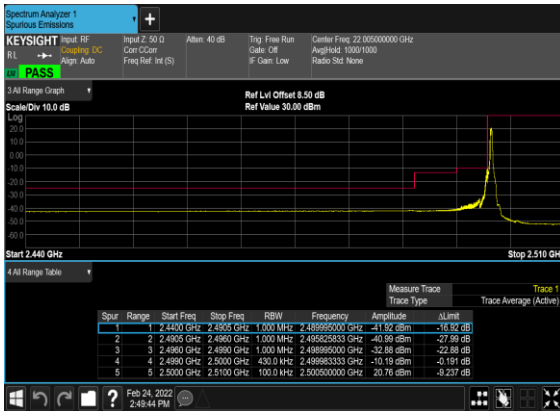 Spectrum Analyzer 1
Spurious Emissions
KEYSIGHT Input: RF Input Z: 50 Ω Atten: 40 dB Trig: Free Run Center Freq: 22.005000000 GHz
RL Coupling: DC Corr CCorr Gate: Off Avg|Hold: 1000/1000
Align: Auto Freq Ref: Int (S) IF Gain: Low Radio Std: None
PASS
3 All Range Graph
Ref Lvl Offset 8.50 dB
Scale/Div 10.0 dB Ref Value 30.00 dBm
Log
20.0
10.0
0.00
-10.0
-20.0
-30.0
-40.0
-50.0
-60.0
Start 2.440 GHz Stop 2.510 GH
4 All Range Table
Measure Trace Trace 1
Trace Type Trace Average (Active)
Spur Range Start Freq Stop Freq RBW Frequency Amplitude ΔLimit
1 1 2.4400 GHz 2.4905 GHz 1.000 MHz 2.489995000 GHz -41.92 dBm -16.92 dB
2 2 2.4905 GHz 2.4960 GHz 1.000 MHz 2.495825833 GHz -40.99 dBm -27.99 dB
3 3 2.4960 GHz 2.4990 GHz 1.000 MHz 2.498995000 GHz -32.88 dBm -22.88 dB
4 4 2.4990 GHz 2.5000 GHz 430.0 kHz 2.499983333 GHz -10.19 dBm -0.191 dB
5 5 2.5000 GHz 2.5100 GHz 100.0 kHz 2.500500000 GHz 20.76 dBm -9.237 dB
Feb 24, 2022
2:49:44 PM